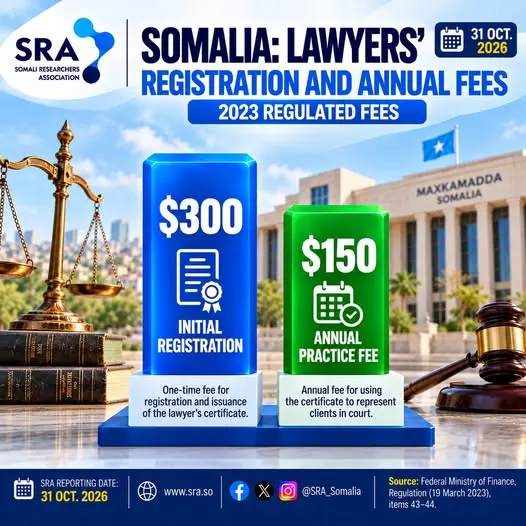 SRA
SOMALI RESEARCHERS
ASSOCIATION
SOMALIA: LAWYERS'
REGISTRATION AND ANNUAL FEES
2023 REGULATED FEES
31 OCT.
2026
MAXKAMADDA
SOMALIA
$300
INITIAL
REGISTRATION
One-time fee for
registration and issuance
of the lawyer's certificate.
$150
ANNUAL
PRACTICE FEE
Annual fee for using
the certificate to represent
clients in court.
SRA REPORTING DATE:
31 OCT. 2026
www.sra.so
@SRA_Somalia
Source: Federal Ministry of Finance,
Regulation (19 March 2023),
items 43–44.